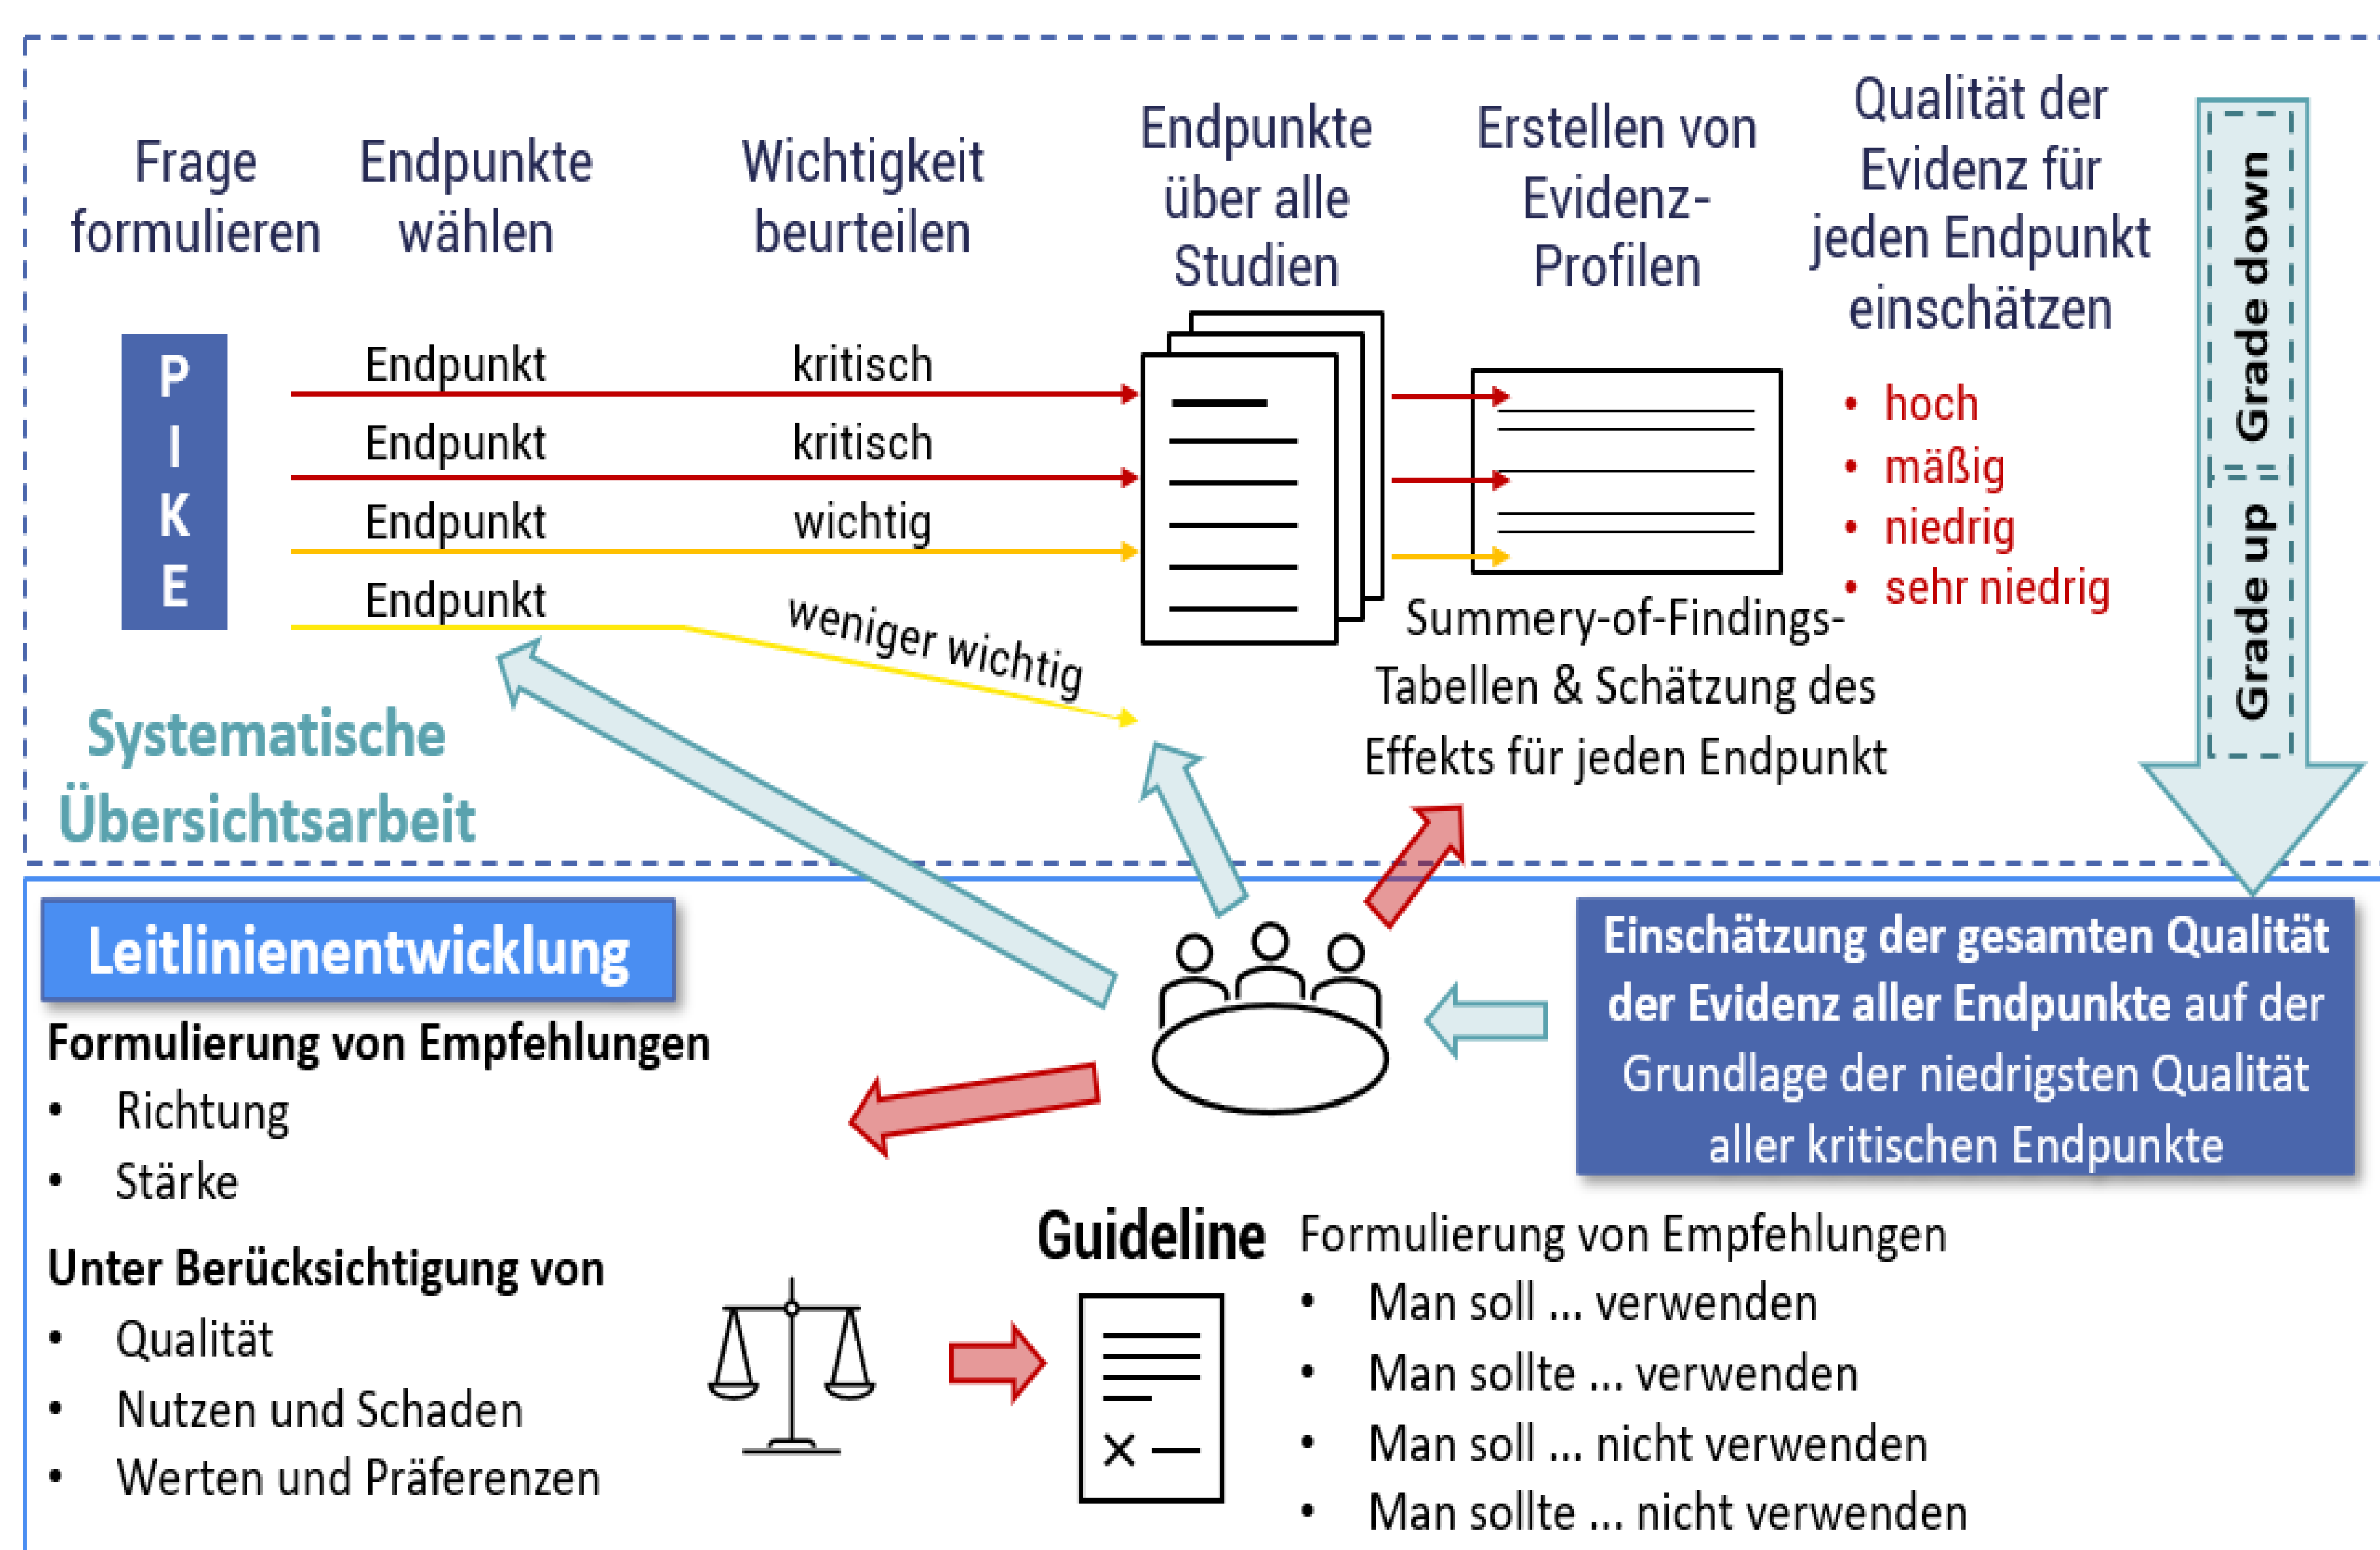 Frage
formulieren
Endpunkte
wählen
Wichtigkeit
beurteilen
Endpunkte
über alle
Studien
Erstellen von
Evidenz-
Profilen
Qualität der
Evidenz für
jeden Endpunkt
einschätzen
P
I
K
E
Endpunkt
kritisch
Endpunkt
kritisch
Endpunkt
wichtig
Endpunkt
weniger wichtig
• hoch
• mäßig
• niedrig
• sehr niedrig
Grade down
Grade up
Summery-of-Findings-
Tabellen & Schätzung des
Effekts für jeden Endpunkt
Systematische
Übersichtsarbeit
Leitlinienentwicklung
Formulierung von Empfehlungen
• Richtung
• Stärke
Unter Berücksichtigung von
• Qualität
• Nutzen und Schaden
• Werten und Präferenzen
Einschätzung der gesamten Qualität
der Evidenz aller Endpunkte auf der
Grundlage der niedrigsten Qualität
aller kritischen Endpunkte
Guideline
Formulierung von Empfehlungen
• Man soll ... verwenden
• Man sollte ... verwenden
• Man soll ... nicht verwenden
• Man sollte ... nicht verwenden